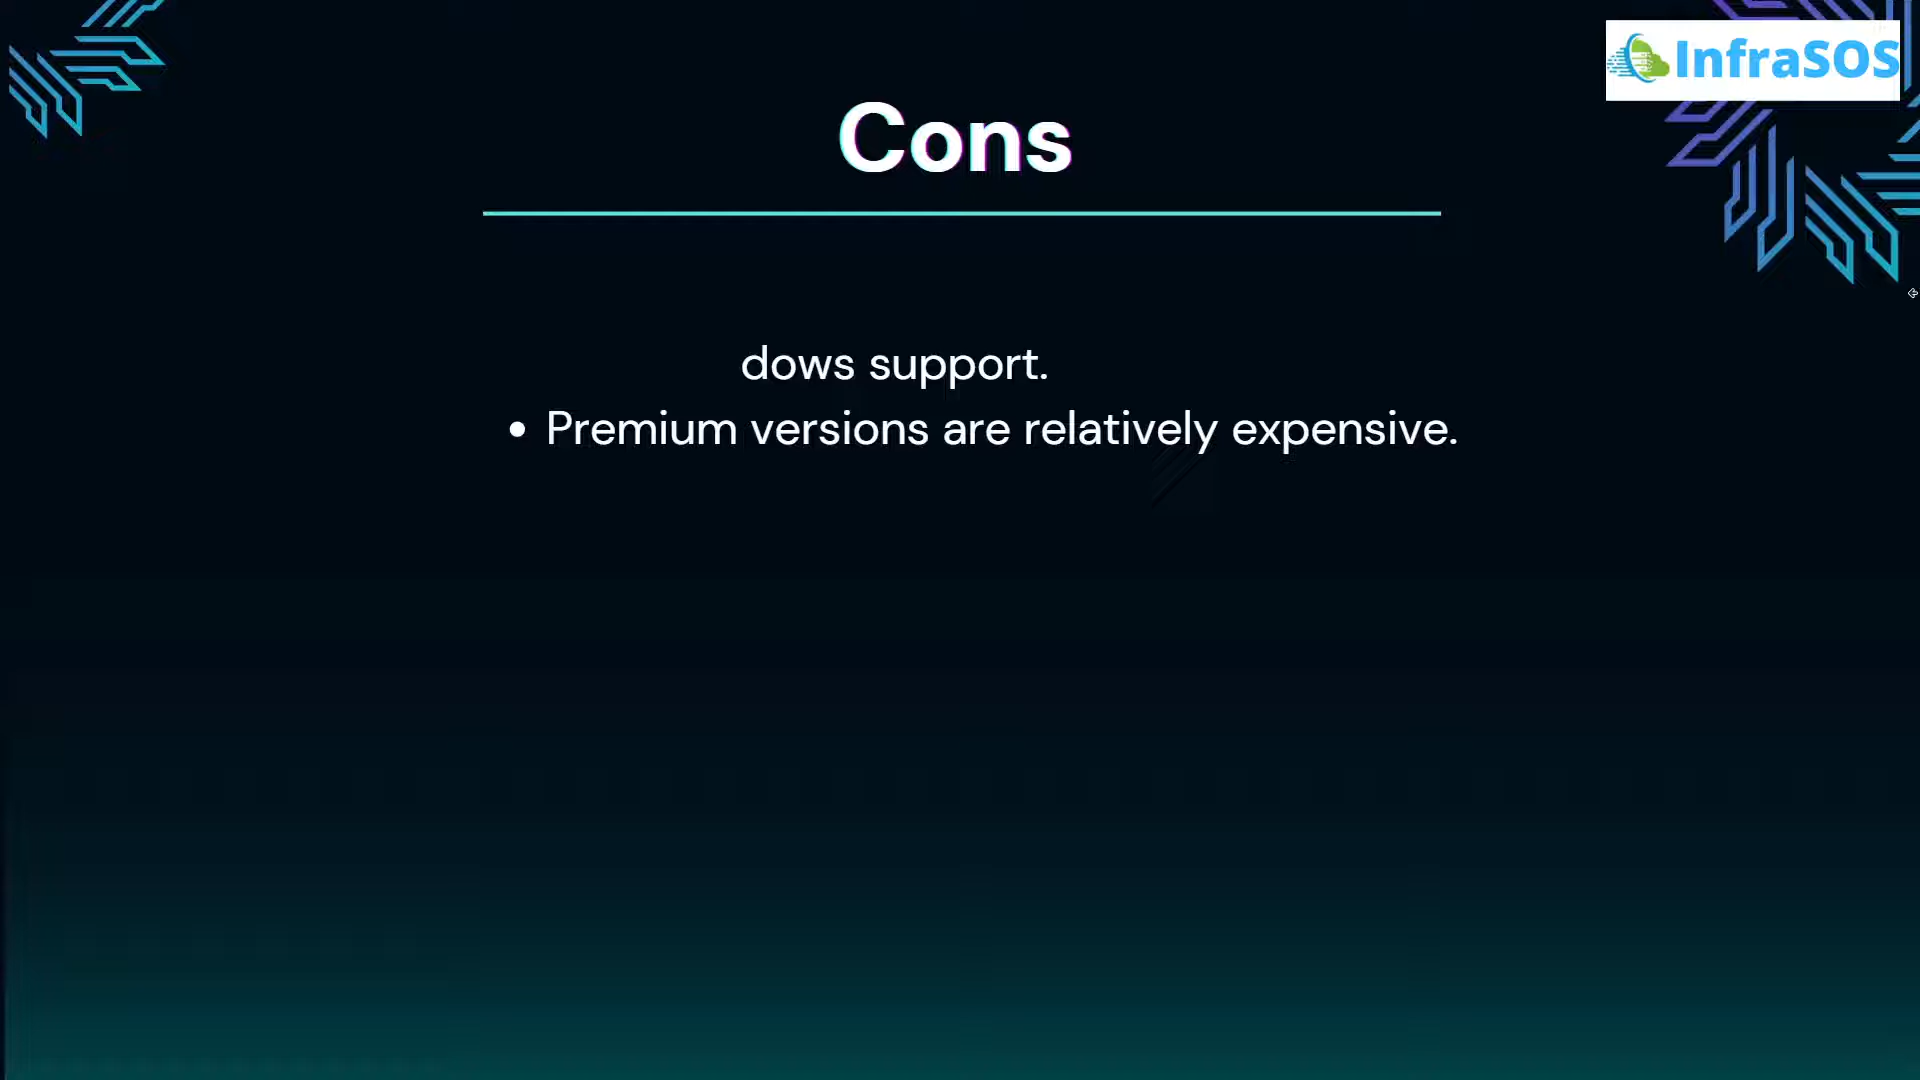 InfraSOS
Cons
dows support.
• Premium versions are relatively expensive.